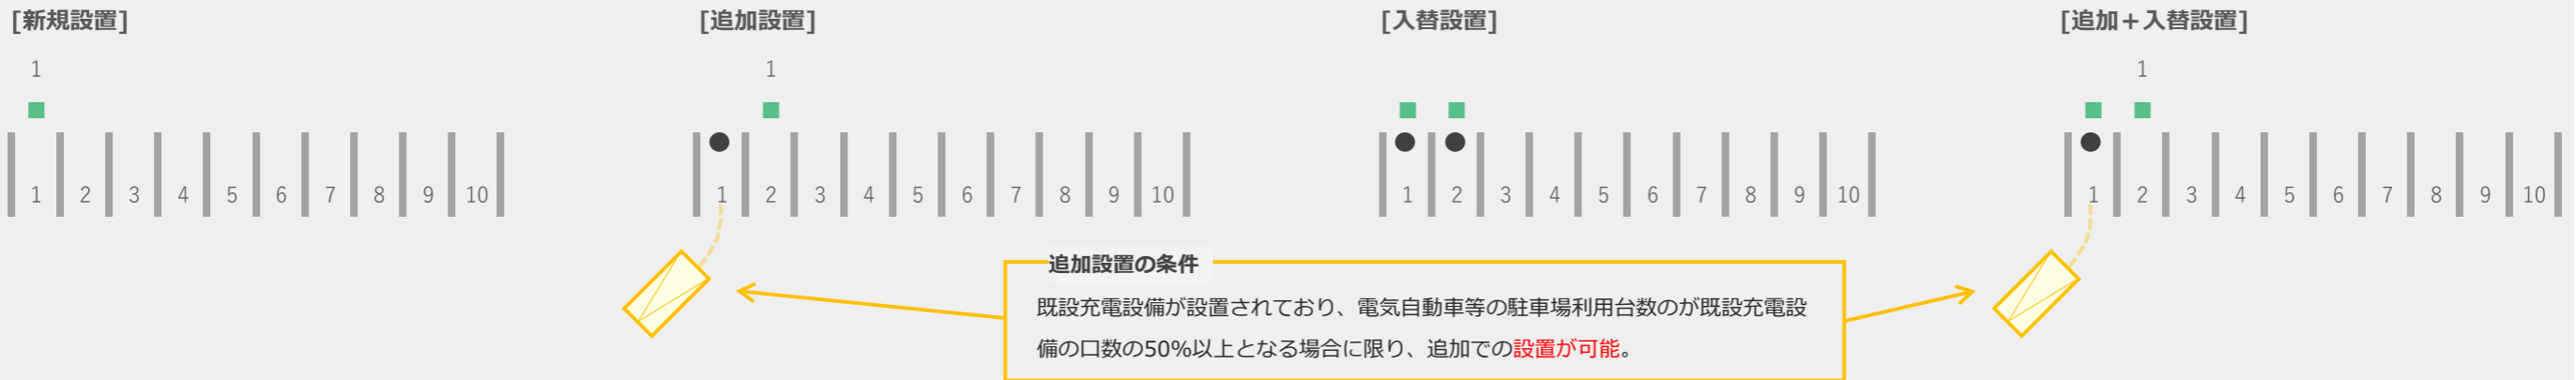 [新規設置]
1
1 2 3 4 5 6 7 8 9 10
[追加設置]
1
1 2 3 4 5 6 7 8 9 10
[入替設置]
1 2 3 4 5 6 7 8 9 10
[追加＋入替設置]
1
1 2 3 4 5 6 7 8 9 10
追加設置の条件
既設充電設備が設置されており、電気自動車等の駐車場利用台数のが既設充電設
備の口数の50%以上となる場合に限り、追加での設置が可能。